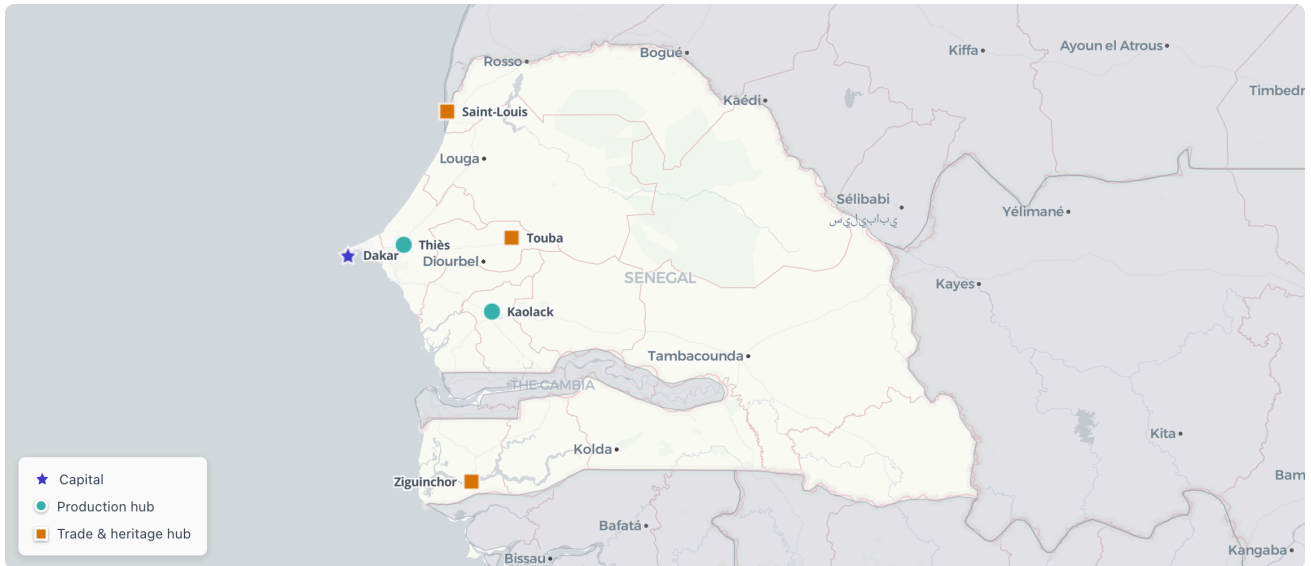 Rosso
Bogué
Kiffa
Ayoun el Atrous
Timbedr
Kaédi
Saint-Louis
Louga
Sélibabi
سيليبابي
Yélimané
Thiès
Touba
Dakar
Diourbel
SENEGAL
Kayes
Kaolack
Tambacounda
THE GAMBIA
Kolda
Kita
Ziguinchor
Bam
Bafatá
Bissau
Kangaba
Capital
Production hub
Trade & heritage hub